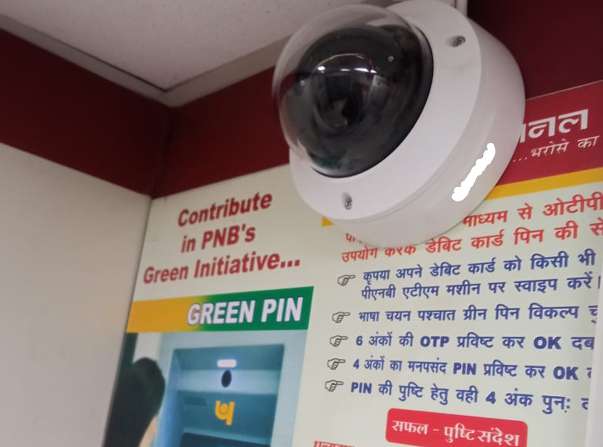 Contribute
in PNB's
Green Initiative...
GREEN PIN
...भरोसे का
माध्यम से ओटीपी
उपयोग करके डेबिट कार्ड पिन की
कृपया अपने डेबिट कार्ड को किसी भी
पीएनबी एटीएम मशीन पर स्वाइप करें।
भाषा चयन पश्चात ग्रीन पिन विकल्प
6 अंकों की OTP प्रविष्ट कर OK
4 अंकों का मनपसंद PIN प्रविष्ट कर OK
PIN की पुष्टि हेतु वही 4 अंक पुनः
सफल - पुष्टि संदेश